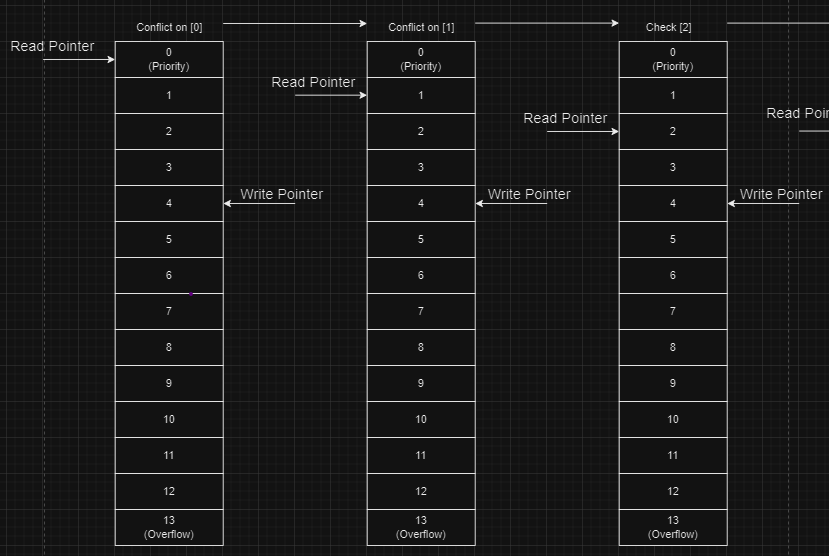 Conflict on [0]
Conflict on [1]
Check [2]
Read Pointer
0
(Priority)
1
2
3
4
5
6
7
8
9
10
11
12
13
(Overflow)
Write Pointer
Read Pointer
0
(Priority)
1
2
3
4
5
6
7
8
9
10
11
12
13
(Overflow)
Write Pointer
Read Pointer
0
(Priority)
1
2
3
4
5
6
7
8
9
10
11
12
13
(Overflow)
Write Pointer
Read